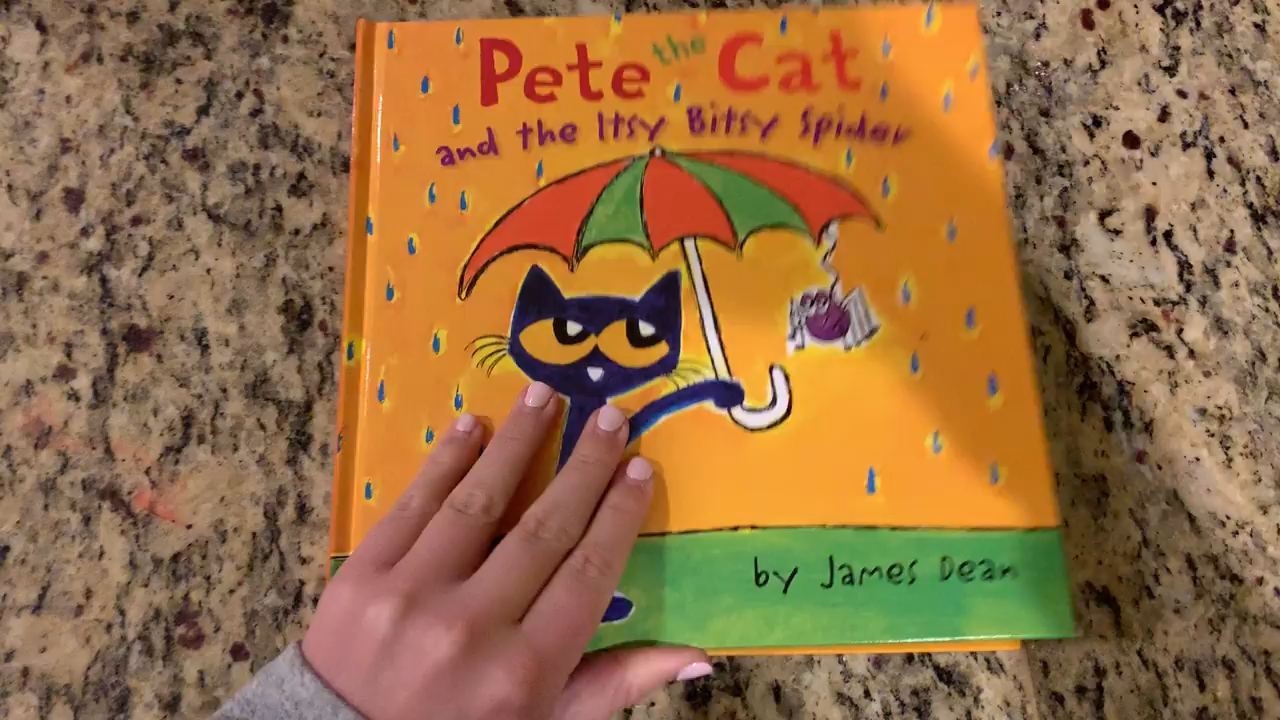 Pete the Cat
and the Itsy Bitsy Spider
by James Dean